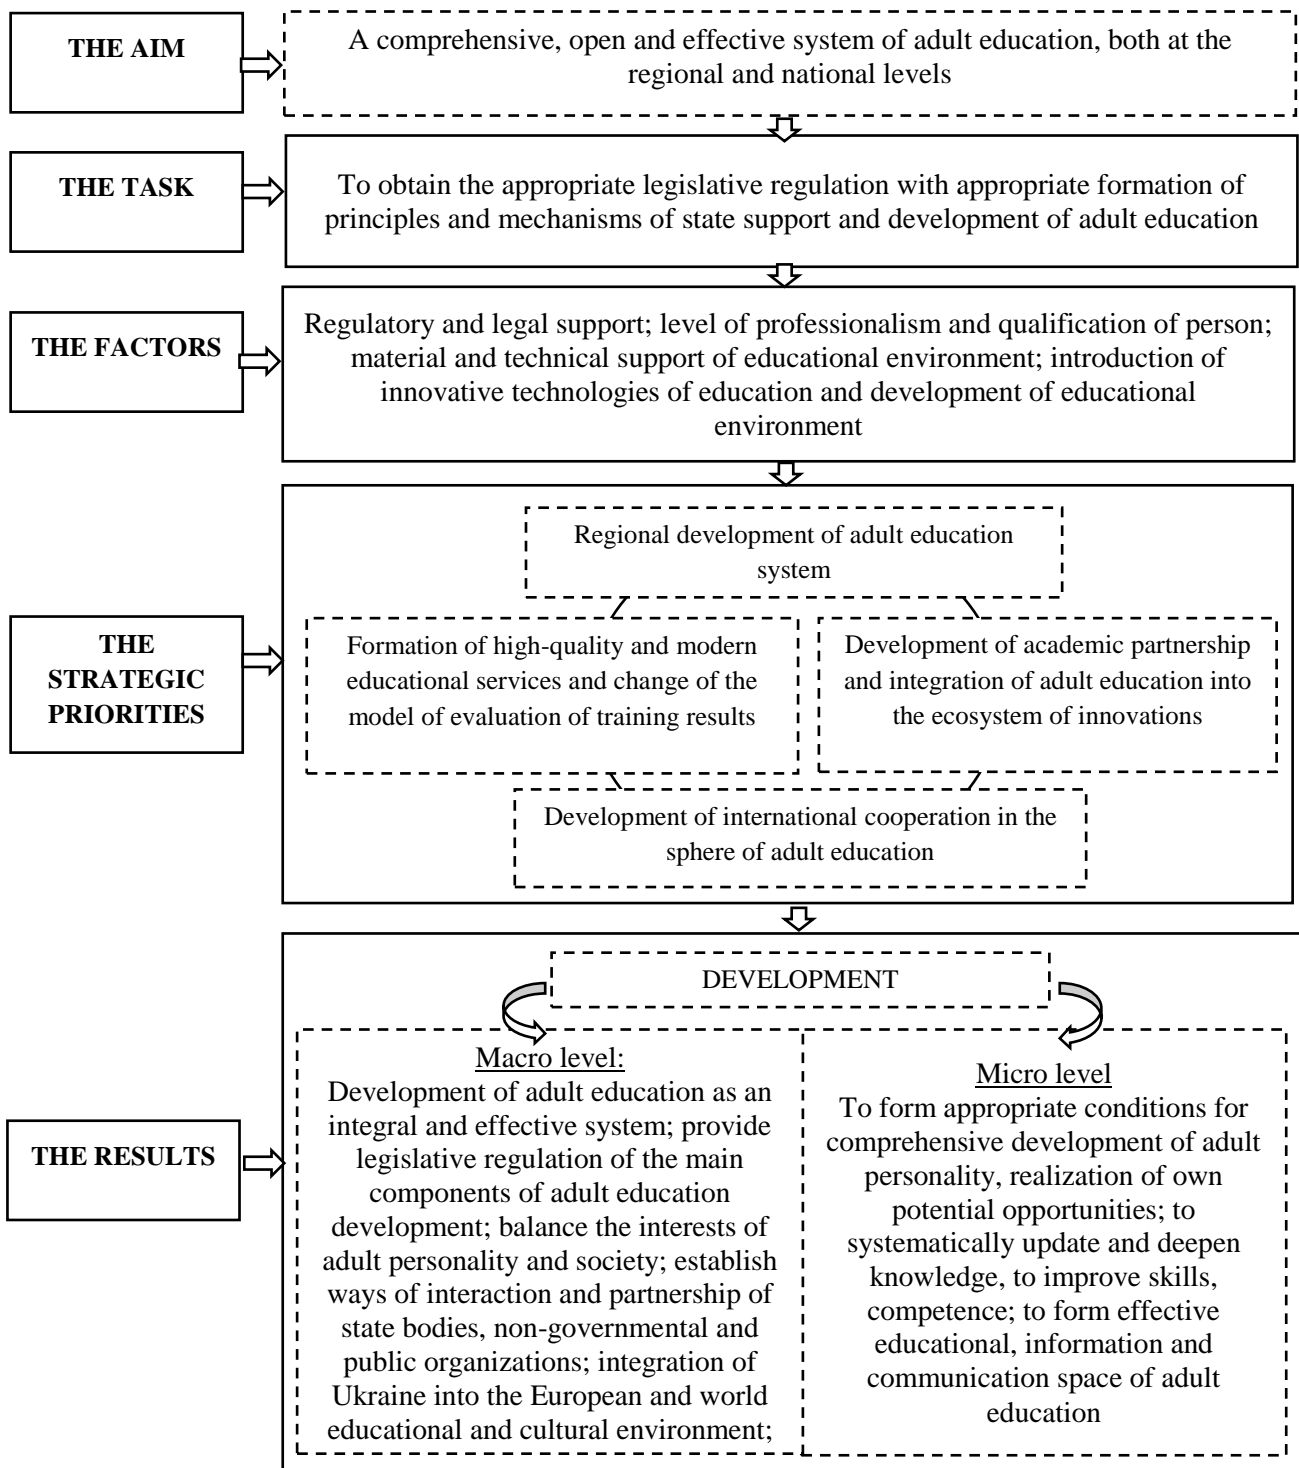 THE AIM
A comprehensive, open and effective system of adult education, both at the
regional and national levels
THE TASK
To obtain the appropriate legislative regulation with appropriate formation of
principles and mechanisms of state support and development of adult education
THE FACTORS
Regulatory and legal support; level of professionalism and qualification of person;
material and technical support of educational environment; introduction of
innovative technologies of education and development of educational
environment
THE
STRATEGIC
PRIORITIES
Regional development of adult education
system
Formation of high-quality and modern
educational services and change of the
model of evaluation of training results
Development of academic partnership
and integration of adult education into
the ecosystem of innovations
Development of international cooperation in the
sphere of adult education
THE RESULTS
DEVELOPMENT
Macro level:
Development of adult education as an
integral and effective system; provide
legislative regulation of the main
components of adult education
development; balance the interests of
adult personality and society; establish
ways of interaction and partnership of
state bodies, non-governmental and
public organizations; integration of
Ukraine into the European and world
educational and cultural environment;
Micro level
To form appropriate conditions for
comprehensive development of adult
personality, realization of own
potential opportunities; to
systematically update and deepen
knowledge, to improve skills,
competence; to form effective
educational, information and
communication space of adult
education